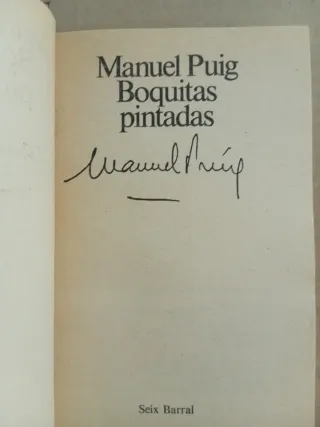 Manuel Puig
Boquitas
pintadas
Manuel Puig
Seix Barral